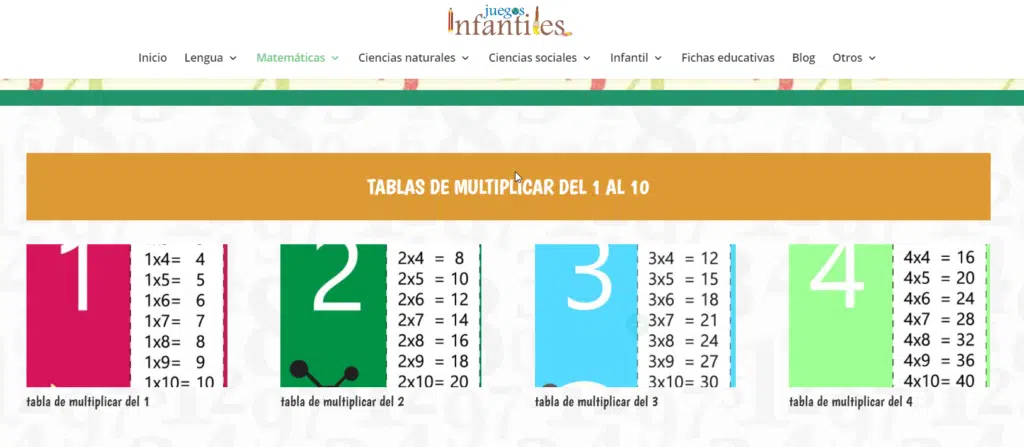 juegos
Infantiles
Inicio Lengua Matemáticas Ciencias naturales Ciencias sociales Infantil Fichas educativas Blog Otros
TABLAS DE MULTIPLICAR DEL 1 AL 10
1
1x4= 4
1x5= 5
1x6= 6
1x7= 7
1x8= 8
1x9= 9
1x10= 10
tabla de multiplicar del 1
2
2x4 = 8
2x5 = 10
2x6 = 12
2x7 = 14
2x8 = 16
2x9 = 18
2x10= 20
tabla de multiplicar del 2
3
3x4 = 12
3x5 = 15
3x6 = 18
3x7 = 21
3x8 = 24
3x9 = 27
3x10= 30
tabla de multiplicar del 3
4
4x4 = 16
4x5 = 20
4x6 = 24
4x7 = 28
4x8 = 32
4x9 = 36
4x10= 40
tabla de multiplicar del 4